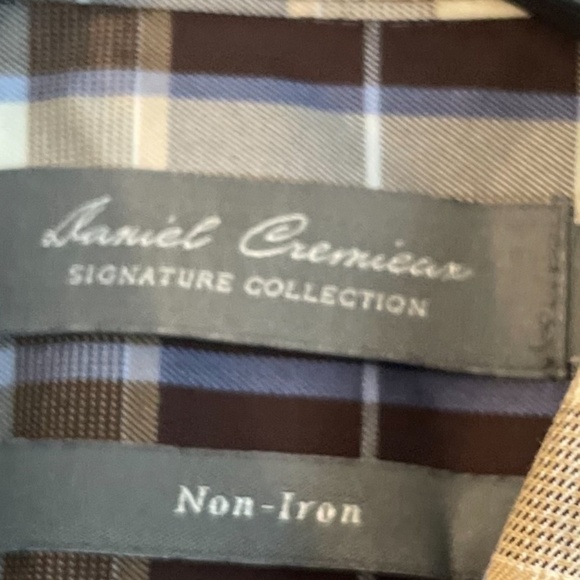 Daniel Cremieux
SIGNATURE COLLECTION
Non-Iron